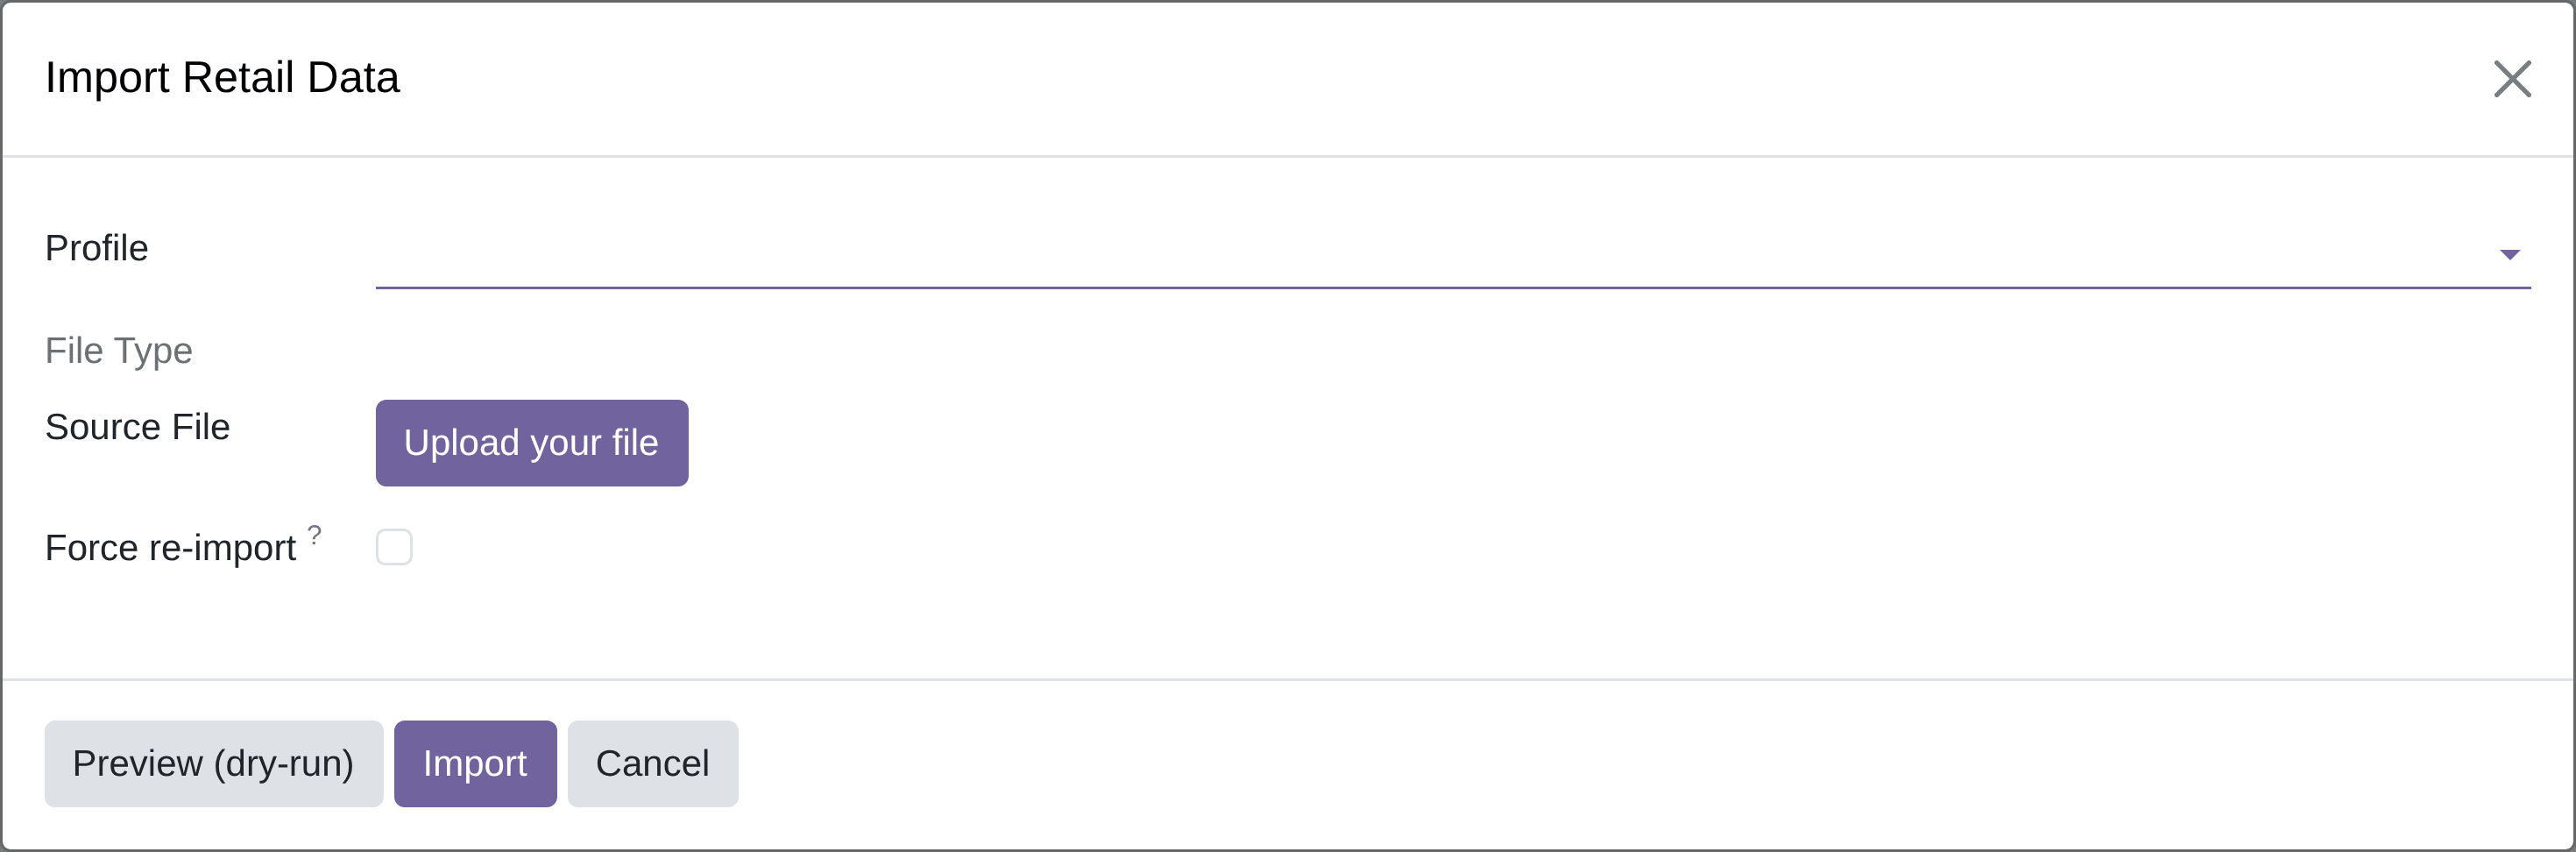 Import Retail Data
Profile
File Type
Source File
Upload your file
Force re-import ?
Preview (dry-run)
Import
Cancel